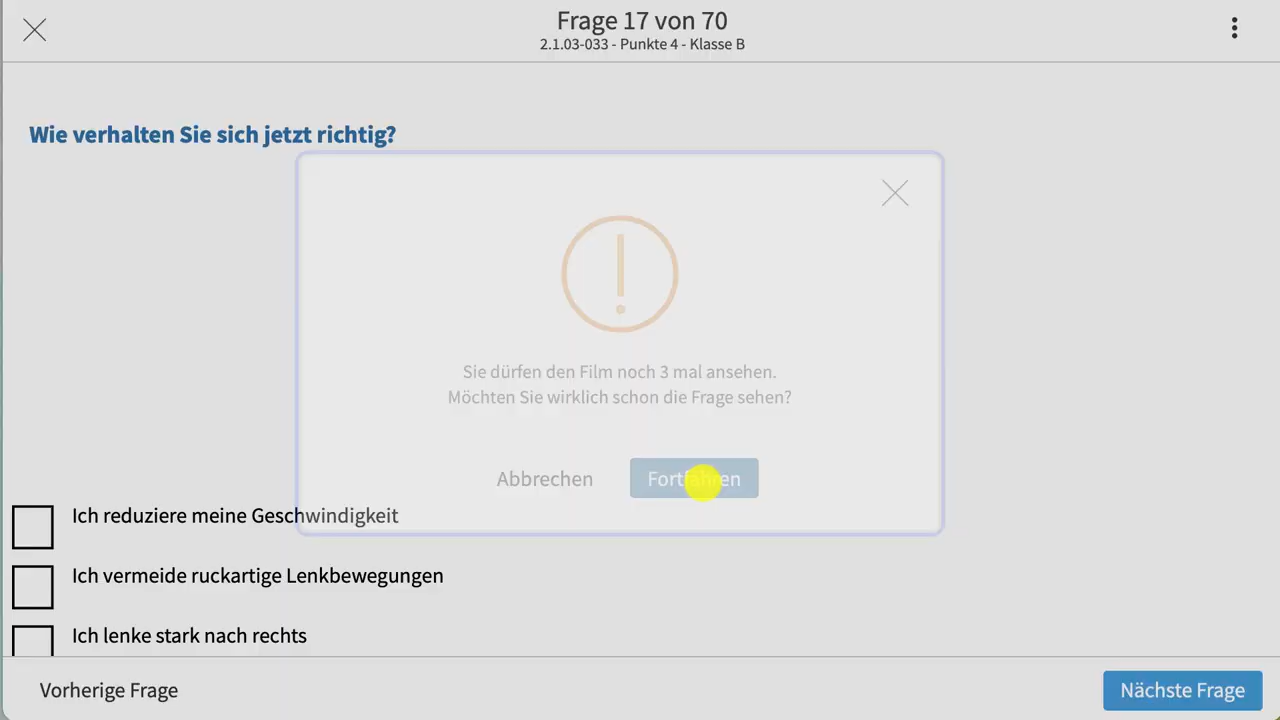 Frage 17 von 70
2.1.03-033 - Punkte 4 - Klasse B
Wie verhalten Sie sich jetzt richtig?
Sie dürfen den Film noch 3 mal ansehen.
Möchten Sie wirklich schon die Frage sehen?
Abbrechen
Fortfahren
Ich reduziere meine Geschwindigkeit
Ich vermeide ruckartige Lenkbewegungen
Ich lenke stark nach rechts
Vorherige Frage
Nächste Frage